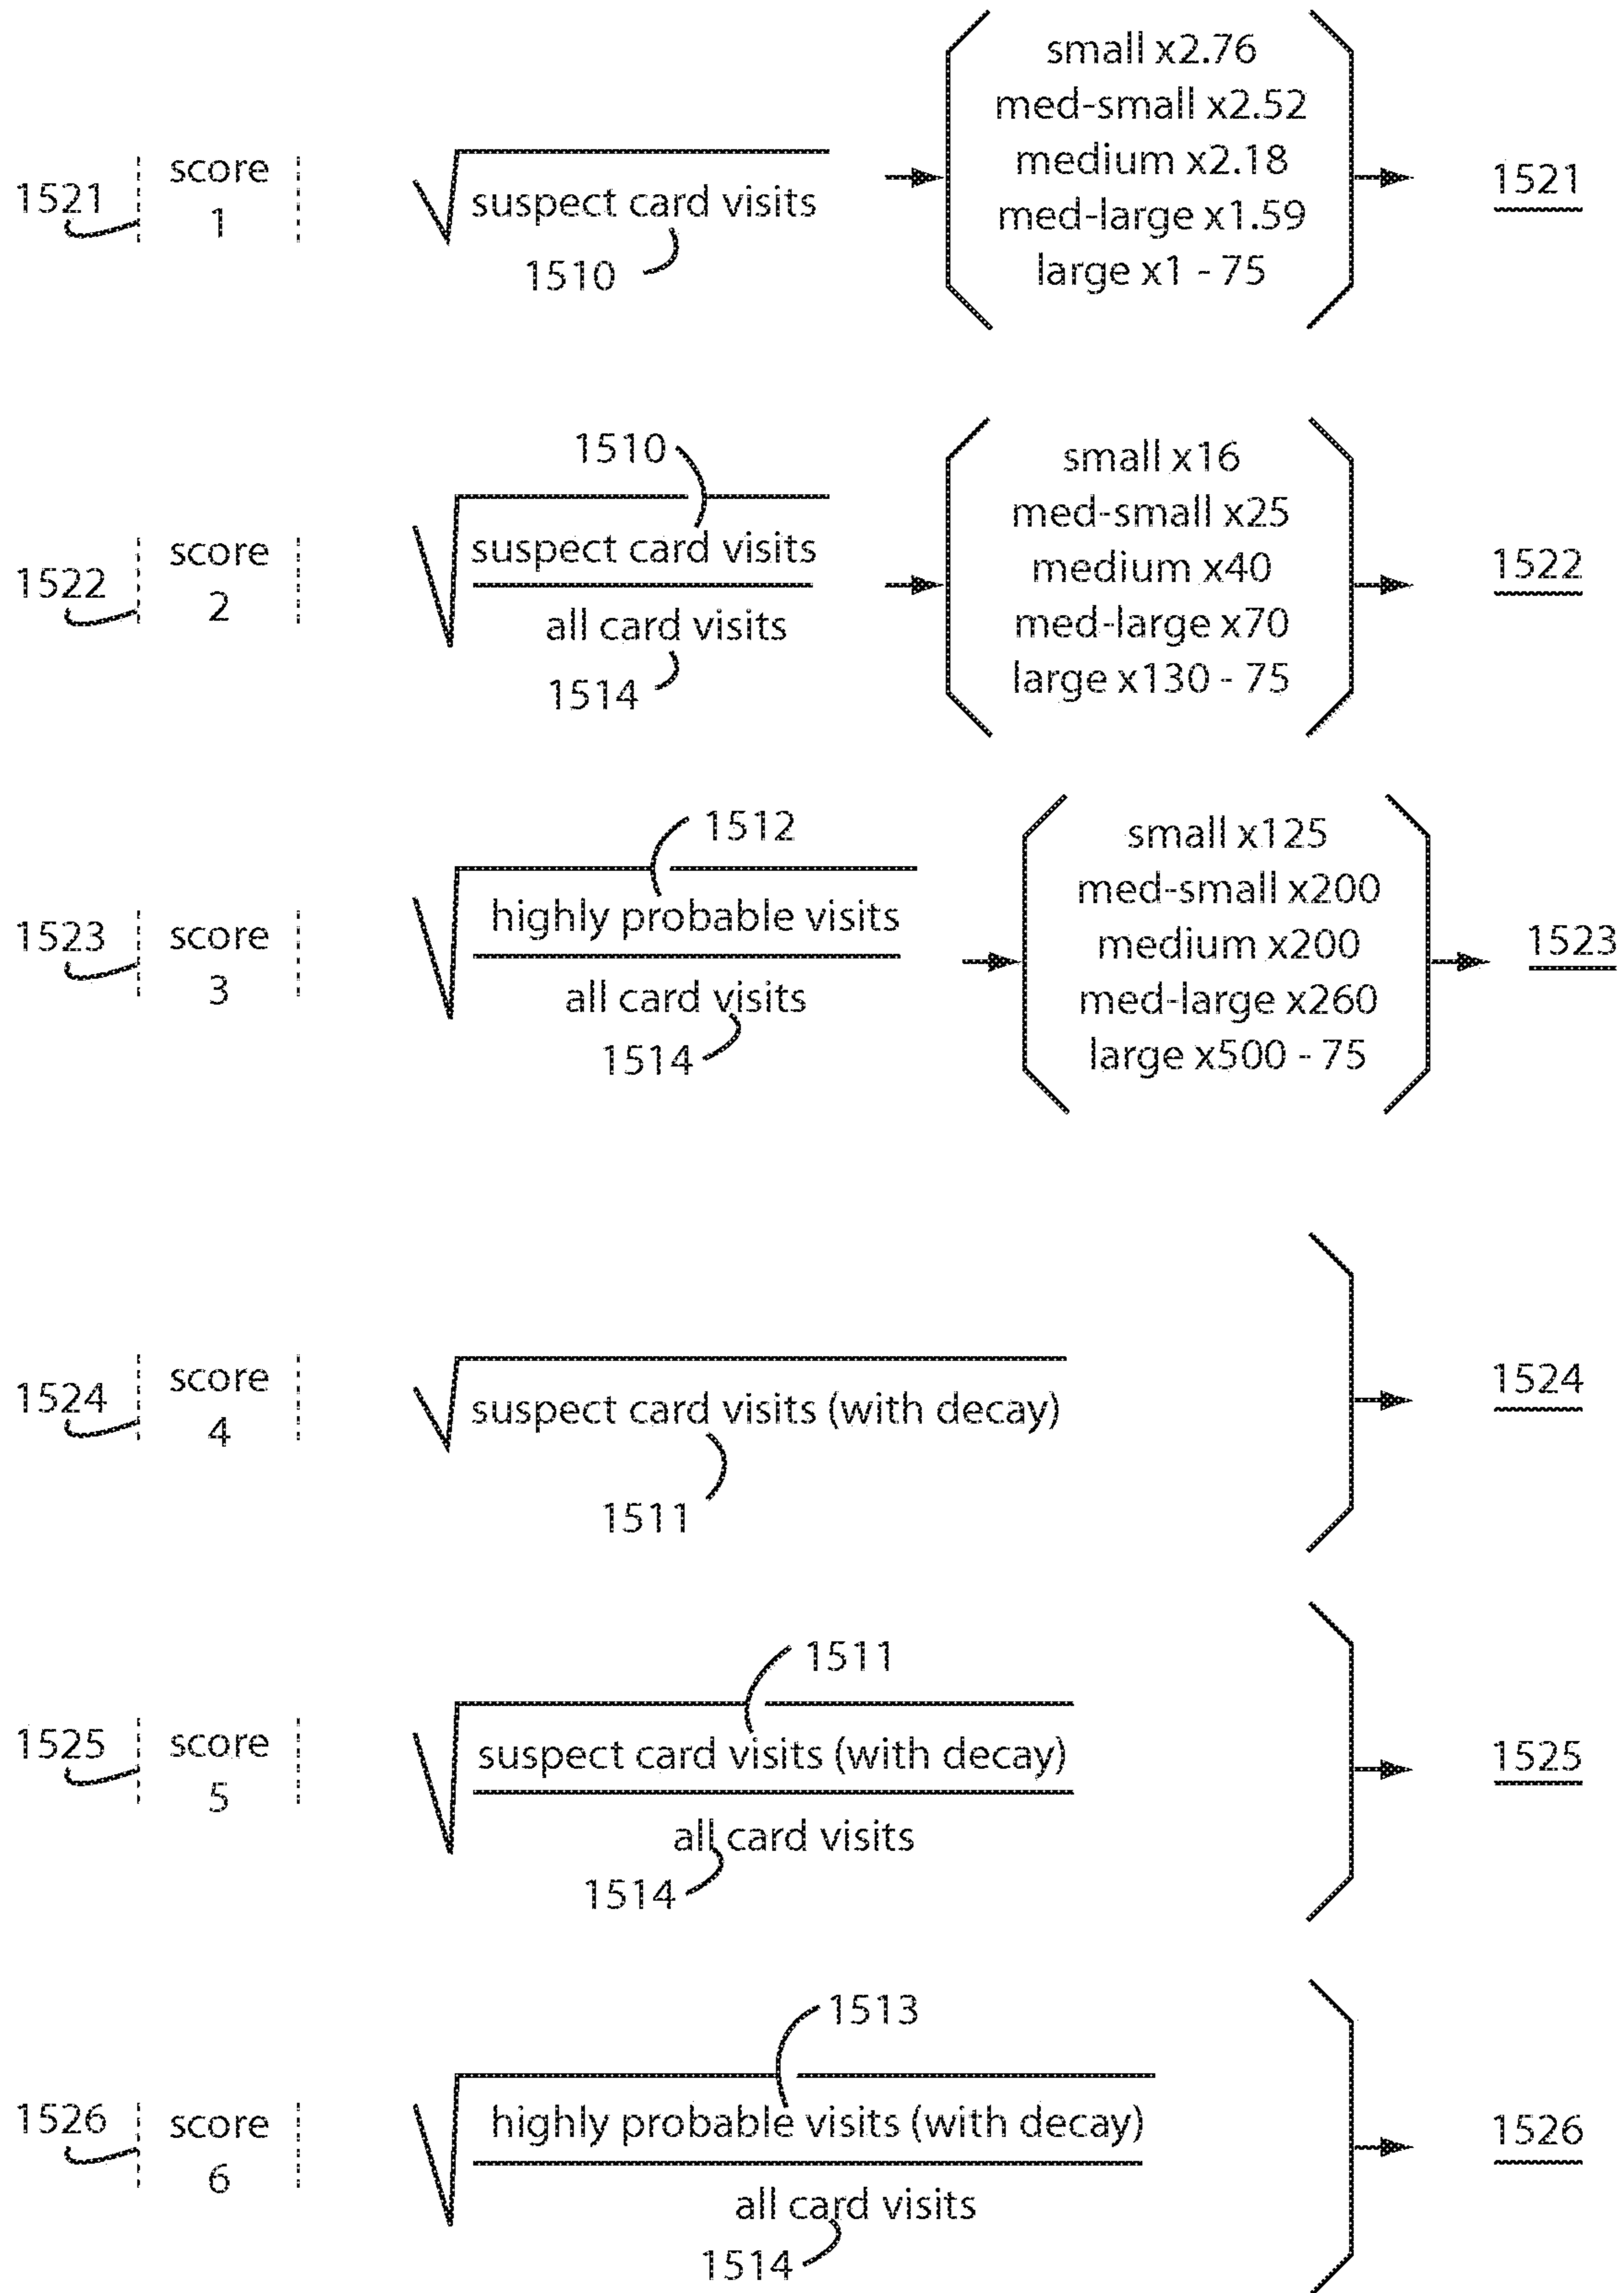 1521
score
1
suspect card visits
1510
small x2.76
med-small x2.52
medium x2.18
med-large x1.59
large x1 - 75
1521
1522
score
2
1510
suspect card visits
all card visits
1514
small x16
med-small x25
medium x40
med-large x70
large x130 - 75
1522
1523
score
3
1512
highly probable visits
all card visits
1514
small x125
med-small x200
medium x200
med-large x260
large x500 - 75
1523
1524
score
4
suspect card visits (with decay)
1511
1524
1525
score
5
1511
suspect card visits (with decay)
all card visits
1514
1525
1526
score
6
1513
highly probable visits (with decay)
all card visits
1514
1526